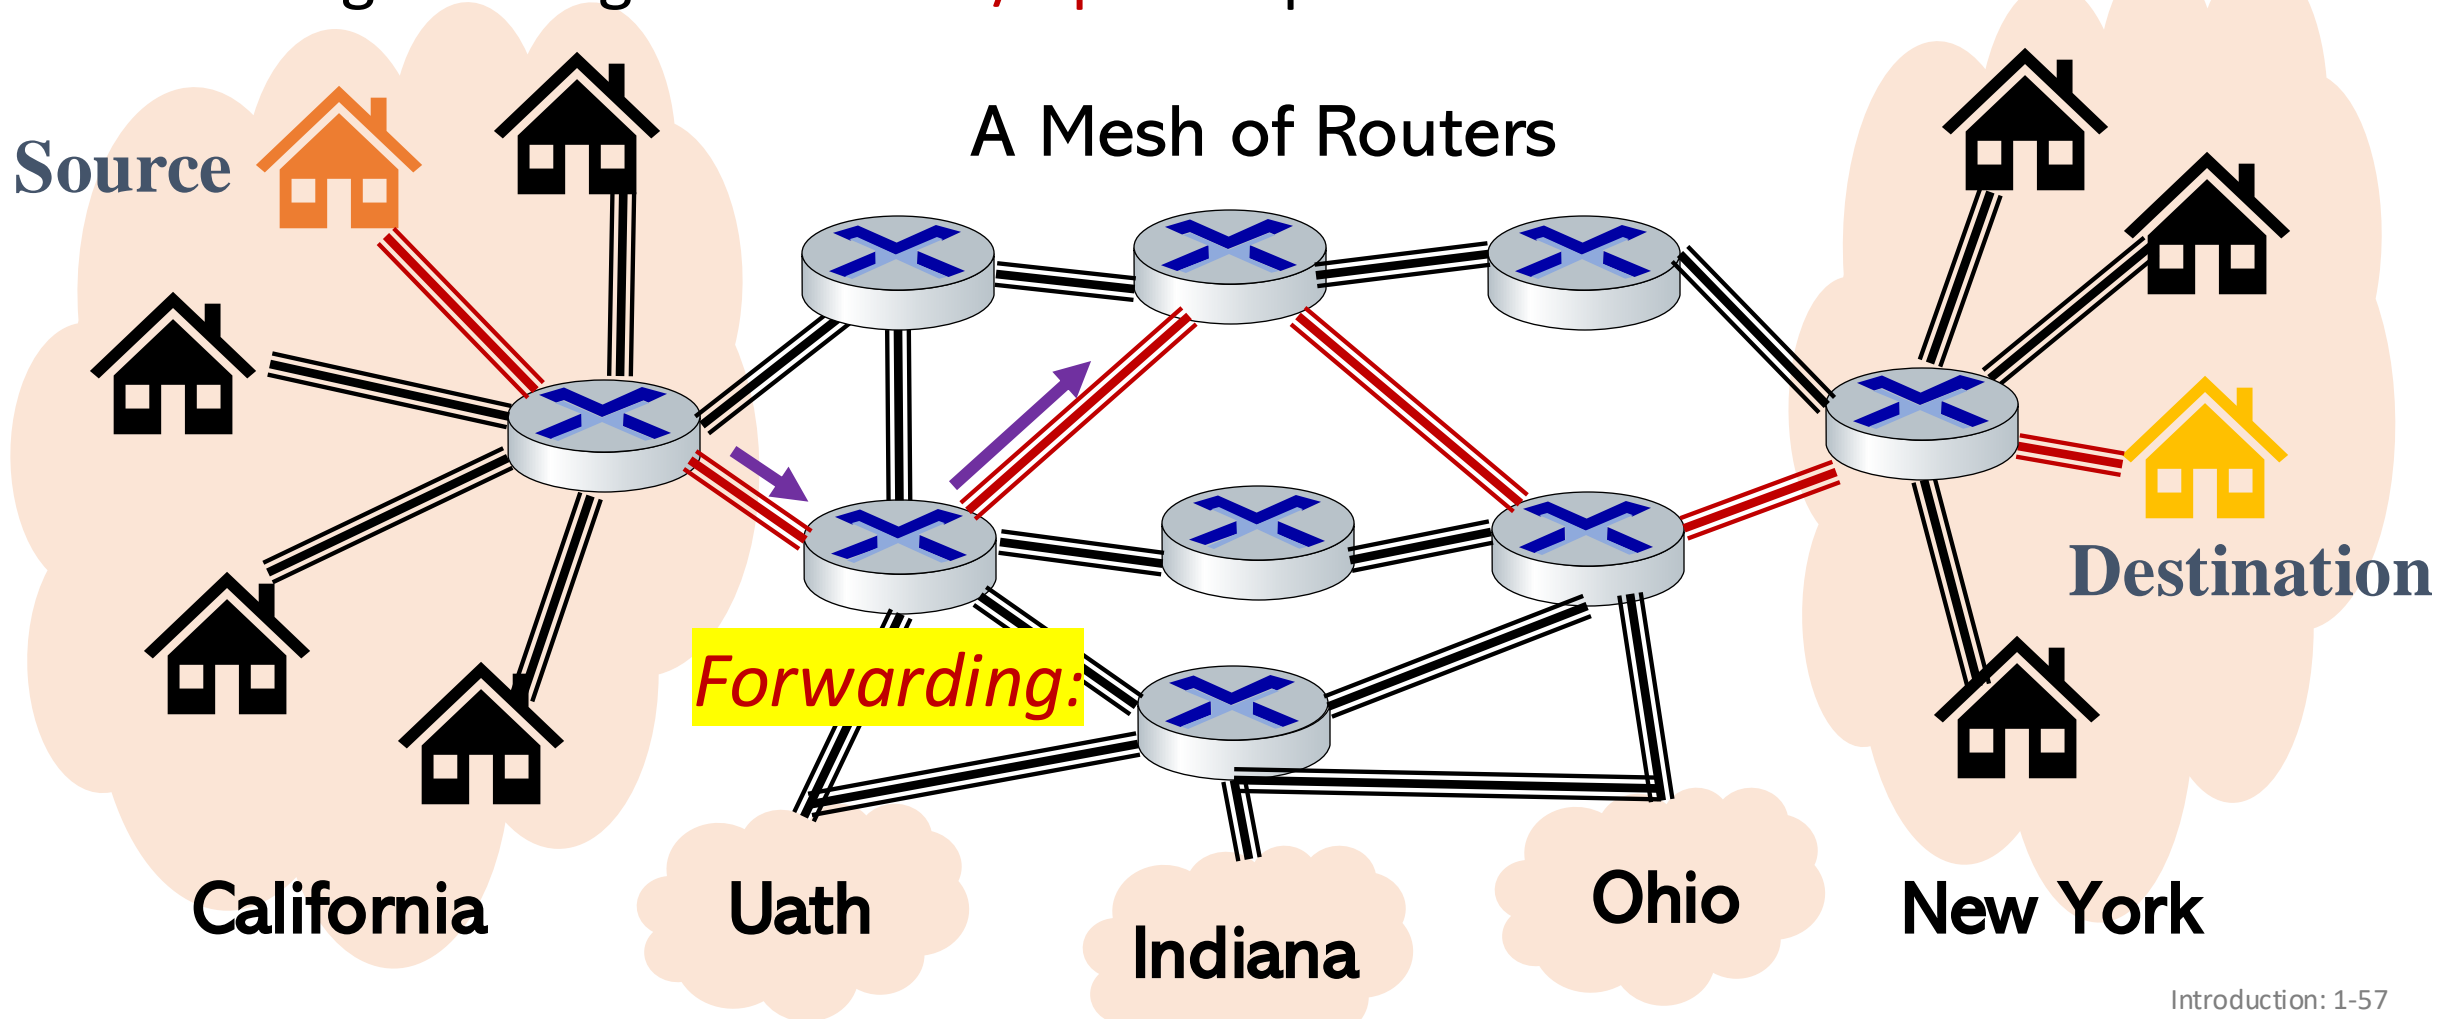 A Mesh of Routers
Source
Destination
Forwarding:
California
Uath
Indiana
Ohio
New York
Introduction: 1-57